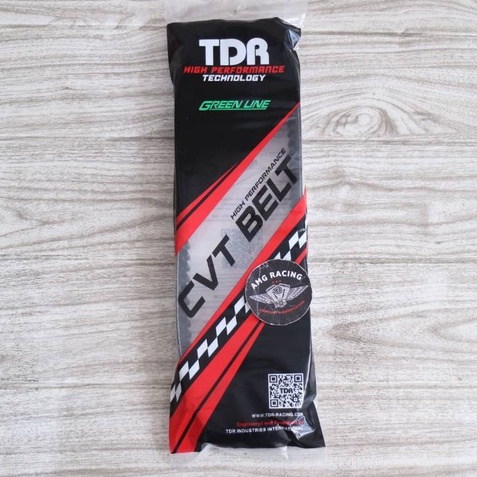 TDR
HIGH PERFORMANCE
TECHNOLOGY
GREEN LINE
HIGH PERFORMANCE
CVT BELT
AMG RACING
TDR
WWW.TDR-RACING.COM
TDR INDUSTRIES INTERNATIONAL